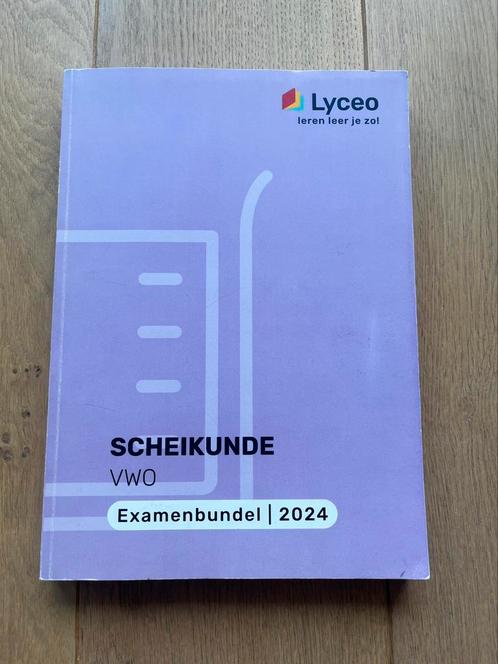 Lyceo
leren leer je zo!
SCHEIKUNDE
VWO
Examenbundel | 2024